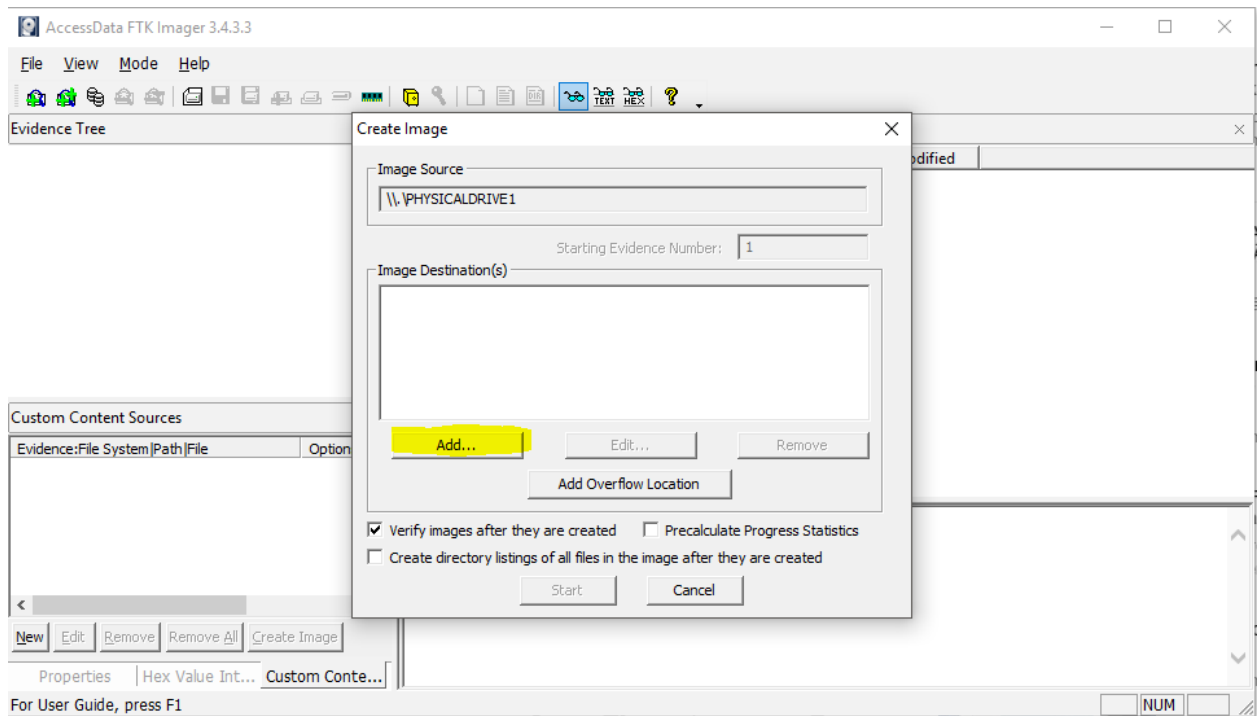 AccessData FTK Imager 3.4.3.3
File View Mode Help
TEXT HEX
Evidence Tree
Create Image
odified
Image Source
\\.\PHYSICALDRIVE1
Starting Evidence Number: 1
Image Destination(s)
Custom Content Sources
Evidence:File System|Path|File Option
Add... Edit... Remove
Add Overflow Location
Verify images after they are created Precalculate Progress Statistics
Create directory listings of all files in the image after they are created
Start Cancel
New Edit Remove Remove All Create Image
Properties Hex Value Int... Custom Conte...
For User Guide, press F1 NUM